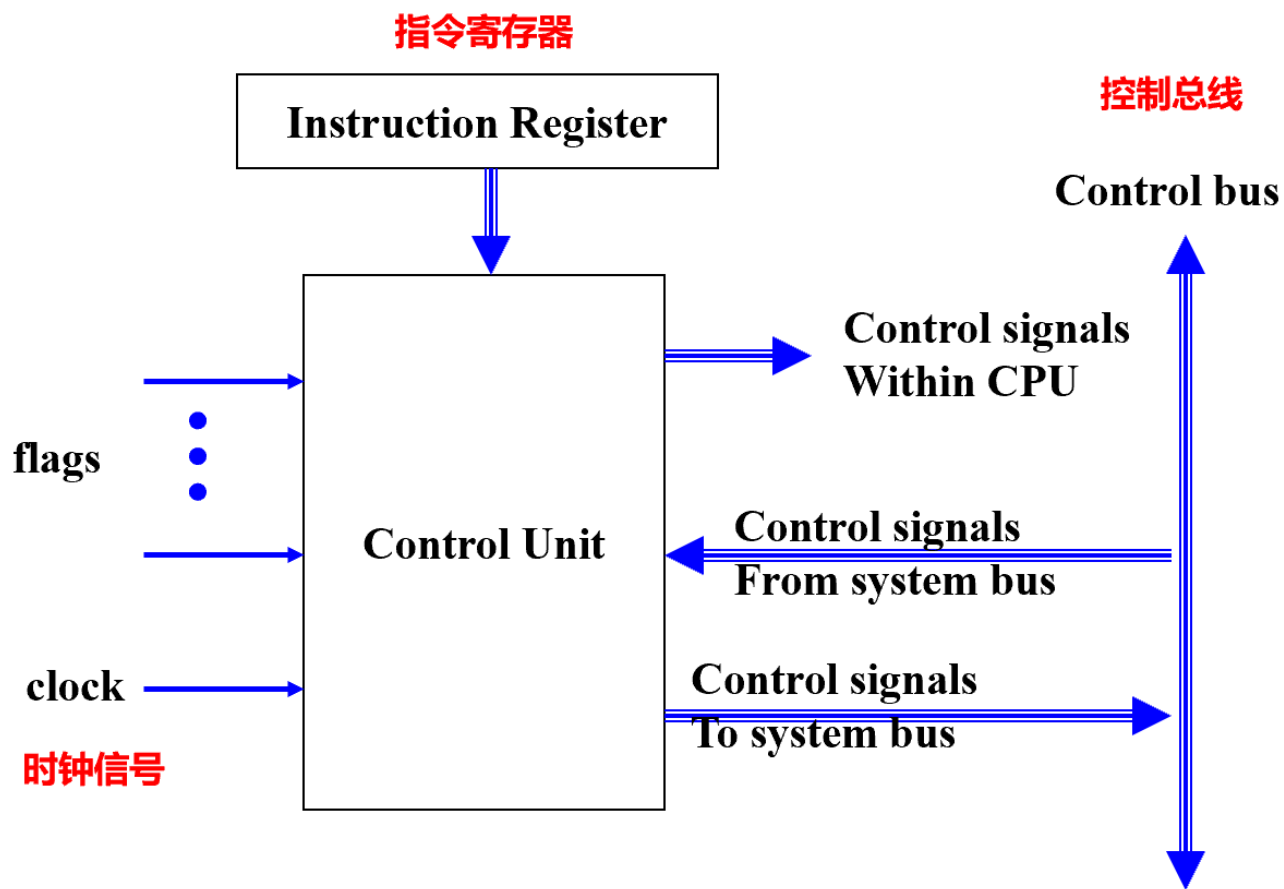 指令寄存器
Instruction Register
控制总线
Control bus
Control signals
Within CPU
flags
Control Unit
Control signals
From system bus
clock
Control signals
To system bus
时钟信号